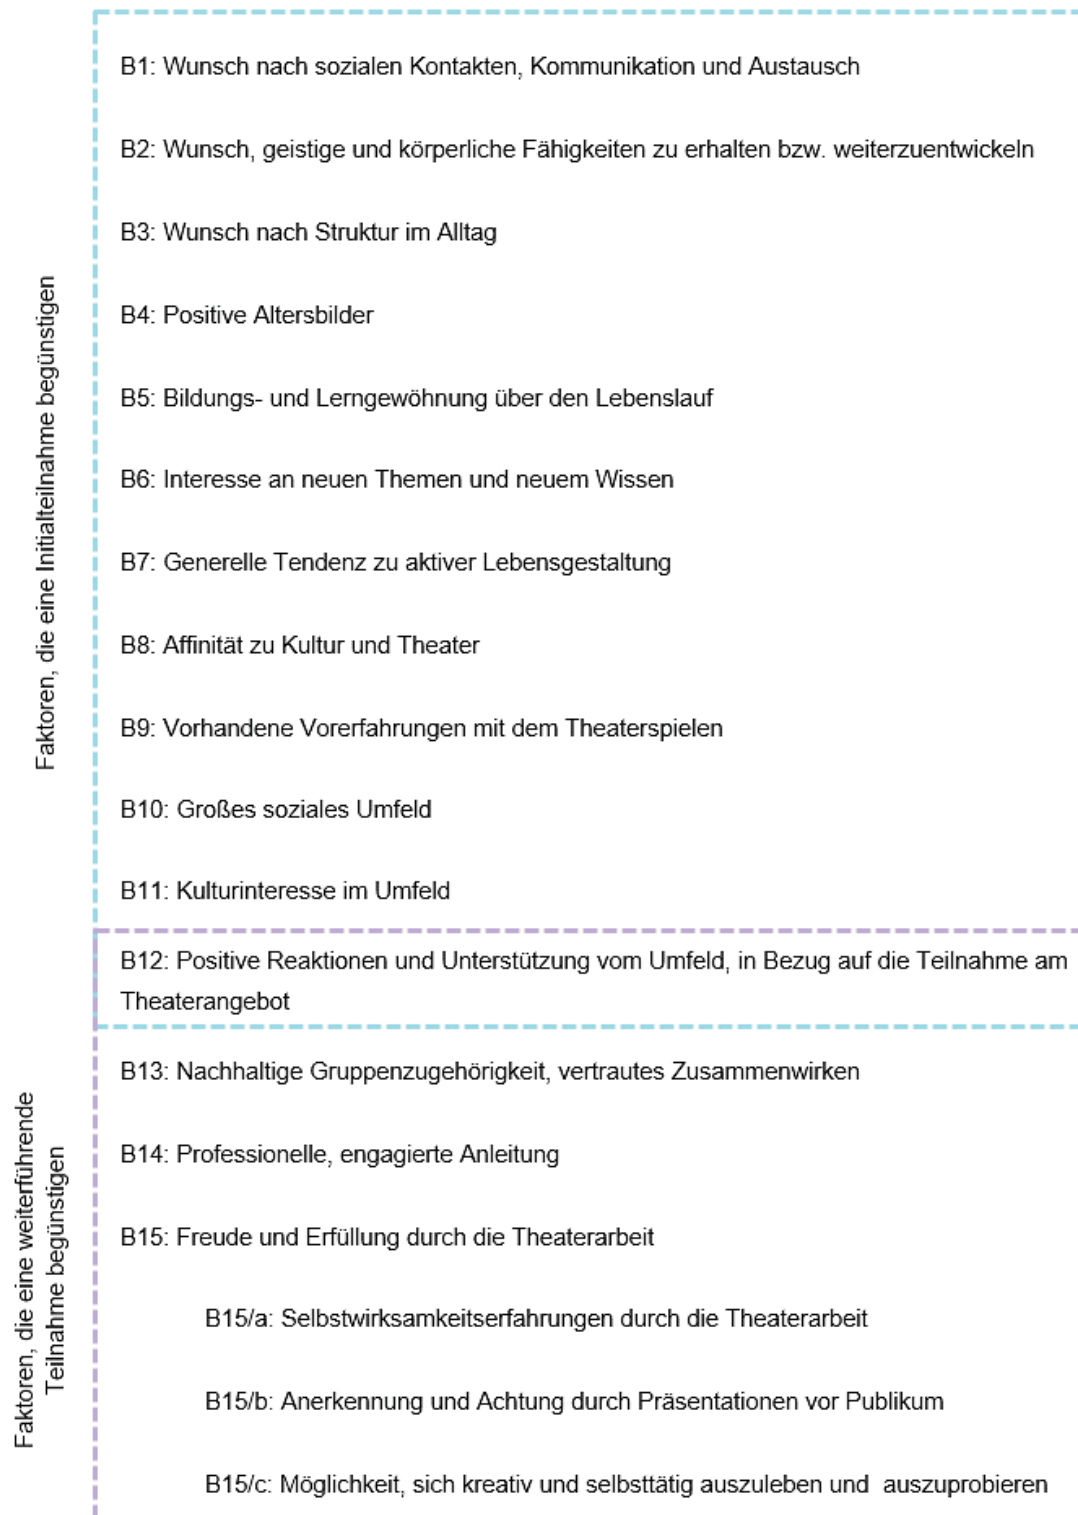 Faktoren, die eine Initialteilnahme begünstigen
B1: Wunsch nach sozialen Kontakten, Kommunikation und Austausch
B2: Wunsch, geistige und körperliche Fähigkeiten zu erhalten bzw. weiterzuentwickeln
B3: Wunsch nach Struktur im Alltag
B4: Positive Altersbilder
B5: Bildungs- und Lerngewöhnung über den Lebenslauf
B6: Interesse an neuen Themen und neuem Wissen
B7: Generelle Tendenz zu aktiver Lebensgestaltung
B8: Affinität zu Kultur und Theater
B9: Vorhandene Vorerfahrungen mit dem Theaterspielen
B10: Großes soziales Umfeld
B11: Kulturinteresse im Umfeld
B12: Positive Reaktionen und Unterstützung vom Umfeld, in Bezug auf die Teilnahme am
Theaterangebot
Faktoren, die eine weiterführende
Teilnahme begünstigen
B13: Nachhaltige Gruppenzugehörigkeit, vertrautes Zusammenwirken
B14: Professionelle, engagierte Anleitung
B15: Freude und Erfüllung durch die Theaterarbeit
B15/a: Selbstwirksamkeitserfahrungen durch die Theaterarbeit
B15/b: Anerkennung und Achtung durch Präsentationen vor Publikum
B15/c: Möglichkeit, sich kreativ und selbsttätig auszuleben und auszuprobieren